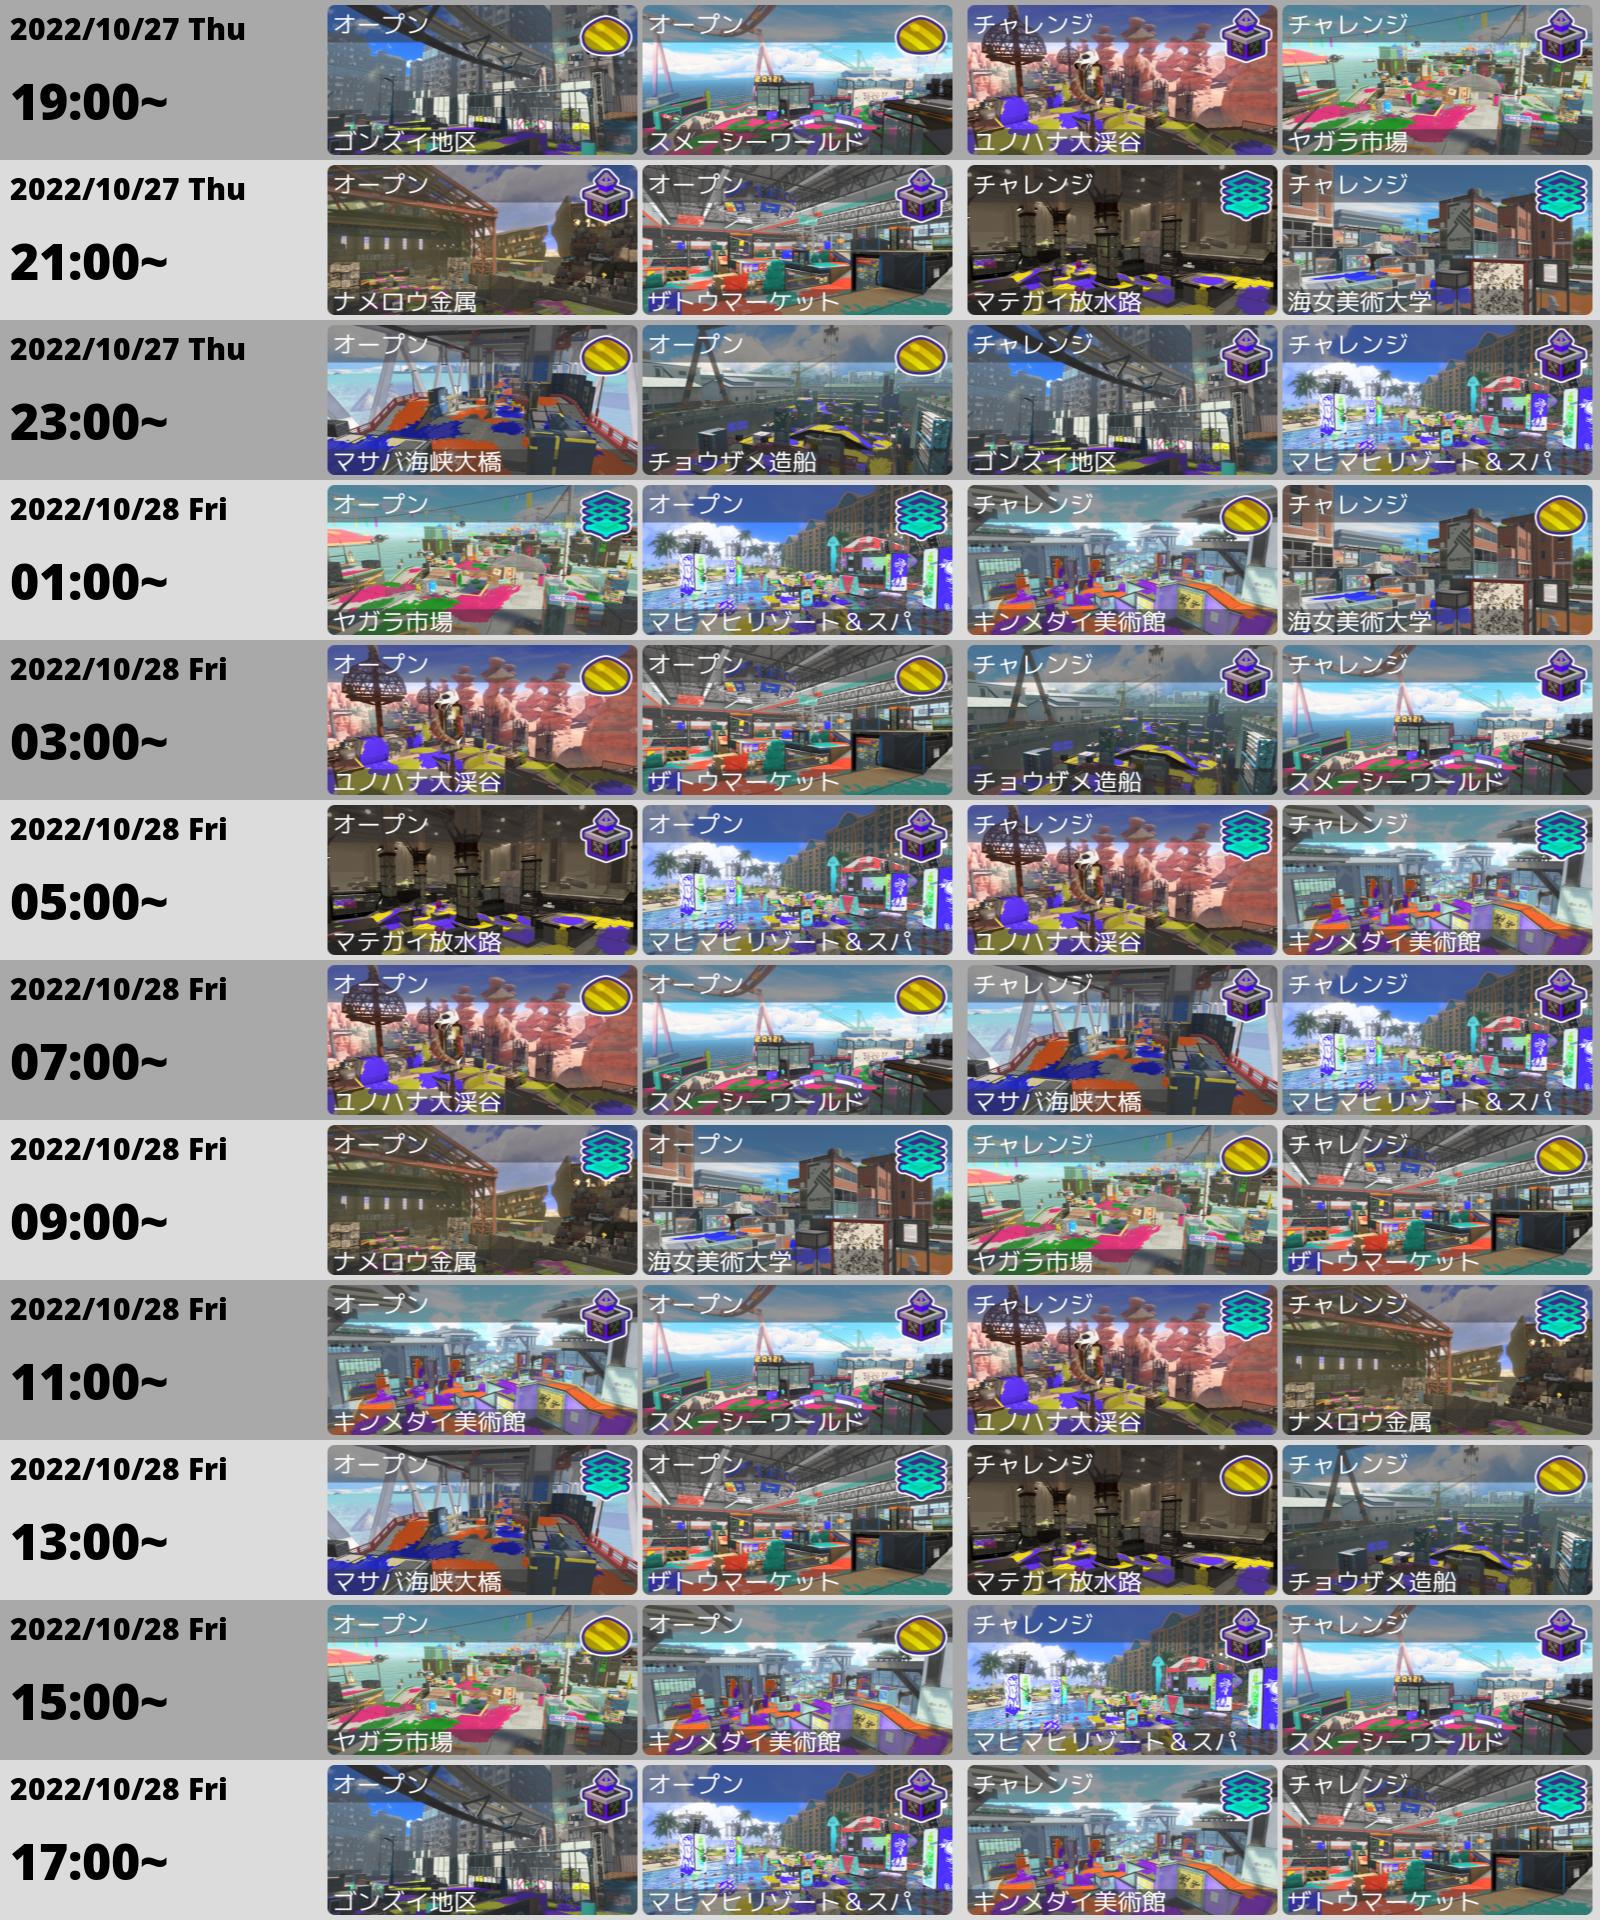 2022/10/27 Thu
19:00~
オープン
ゴンズイ地区
オープン
スメーシーワールド
チャレンジ
ユノハナ大渓谷
チャレンジ
ヤガラ市場
2022/10/27 Thu
21:00~
オープン
ナメロウ金属
オープン
ザトウマーケット
チャレンジ
マテガイ放水路
チャレンジ
海女美術大学
2022/10/27 Thu
23:00~
オープン
マサバ海峡大橋
オープン
チョウザメ造船
チャレンジ
ゴンズイ地区
チャレンジ
マヒマヒリゾート&スパ
2022/10/28 Fri
01:00~
オープン
ヤガラ市場
オープン
マヒマヒリゾート&スパ
チャレンジ
キンメダイ美術館
チャレンジ
海女美術大学
2022/10/28 Fri
03:00~
オープン
ユノハナ大渓谷
オープン
ザトウマーケット
チャレンジ
チョウザメ造船
チャレンジ
スメーシーワールド
2022/10/28 Fri
05:00~
オープン
マテガイ放水路
オープン
マヒマヒリゾート&スパ
チャレンジ
ユノハナ大渓谷
チャレンジ
キンメダイ美術館
2022/10/28 Fri
07:00~
オープン
ユノハナ大渓谷
オープン
スメーシーワールド
チャレンジ
マサバ海峡大橋
チャレンジ
マヒマヒリゾート&スパ
2022/10/28 Fri
09:00~
オープン
ナメロウ金属
オープン
海女美術大学
チャレンジ
ヤガラ市場
チャレンジ
ザトウマーケット
2022/10/28 Fri
11:00~
オープン
キンメダイ美術館
オープン
スメーシーワールド
チャレンジ
ユノハナ大渓谷
チャレンジ
ナメロウ金属
2022/10/28 Fri
13:00~
オープン
マサバ海峡大橋
オープン
ザトウマーケット
チャレンジ
マテガイ放水路
チャレンジ
チョウザメ造船
2022/10/28 Fri
15:00~
オープン
ヤガラ市場
オープン
キンメダイ美術館
チャレンジ
マヒマヒリゾート&スパ
チャレンジ
スメーシーワールド
2022/10/28 Fri
17:00~
オープン
ゴンズイ地区
オープン
マヒマヒリゾート&スパ
チャレンジ
キンメダイ美術館
チャレンジ
ザトウマーケット